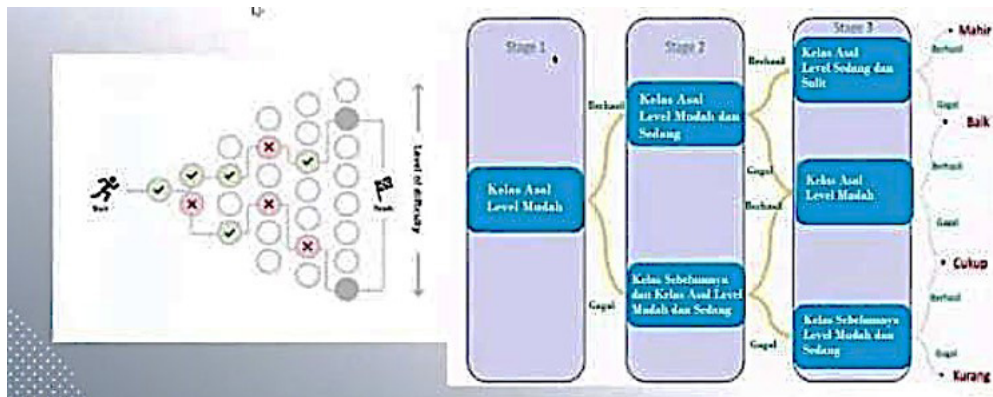 Start
Finish
Level of difficulty
Stage 1
Kelas Asal
Level Mudah
Berhasil
Gagal
Stage 2
Kelas Asal
Level Mudah dan
Sedang
Kelas Sebelumnya
dan Kelas Asal Level
Mudah dan Sedang
Berhasil
Gagal
Berhasil
Gagal
Stage 3
Kelas Asal
Level Sedang dan
Sulit
Kelas Asal
Level Mudah
Kelas Sebelumnya
Level Mudah dan
Sedang
Mahir
Berhasil
Gagal
Baik
Berhasil
Gagal
Cukup
Berhasil
Gagal
Kurang